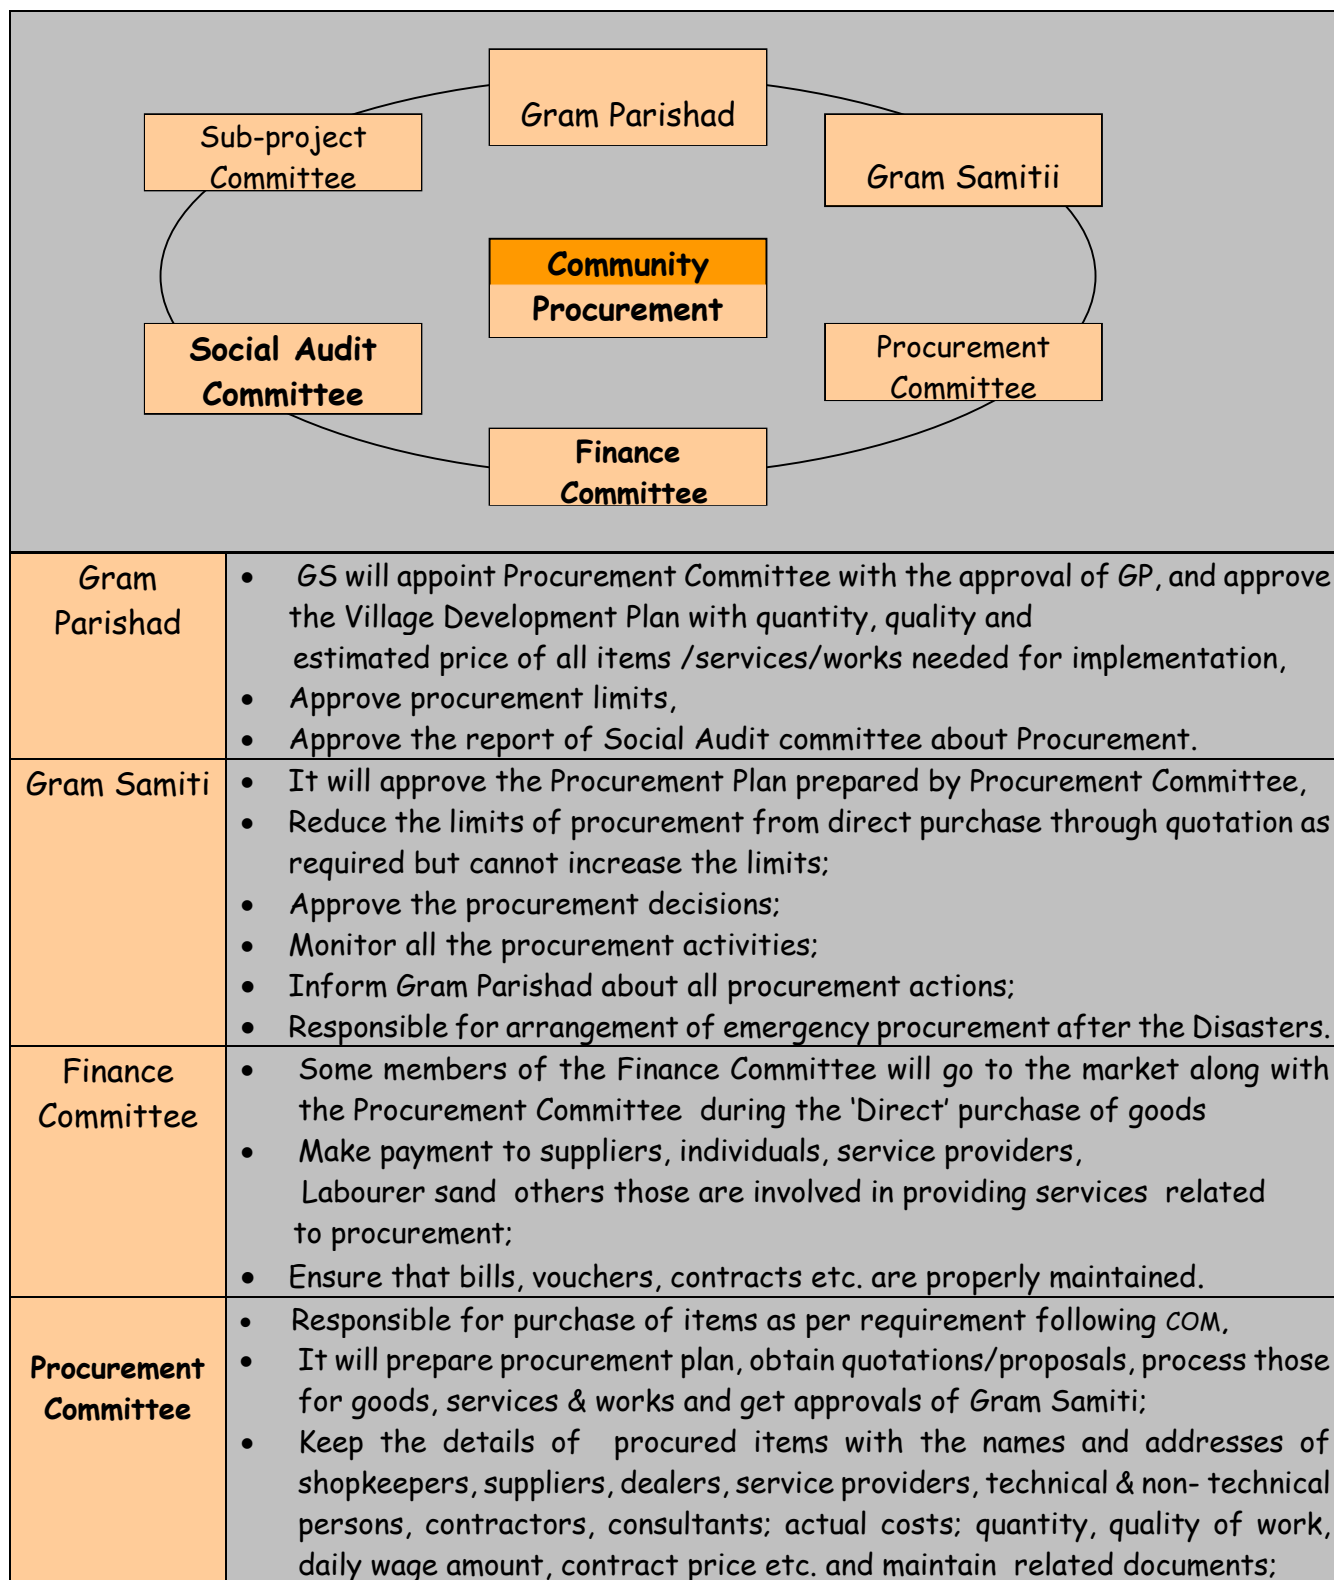 Gram Parishad
Sub-project
Committee
Gram Samitii
Community
Procurement
Social Audit
Committee
Procurement
Committee
Finance
Committee
Gram
Parishad
• GS will appoint Procurement Committee with the approval of GP, and approve
the Village Development Plan with quantity, quality and
estimated price of all items /services/works needed for implementation,
• Approve procurement limits,
• Approve the report of Social Audit committee about Procurement.
Gram Samiti
• It will approve the Procurement Plan prepared by Procurement Committee,
• Reduce the limits of procurement from direct purchase through quotation as
required but cannot increase the limits;
• Approve the procurement decisions;
• Monitor all the procurement activities;
• Inform Gram Parishad about all procurement actions;
• Responsible for arrangement of emergency procurement after the Disasters.
Finance
Committee
• Some members of the Finance Committee will go to the market along with
the Procurement Committee during the ‘Direct’ purchase of goods
• Make payment to suppliers, individuals, service providers,
Labourer sand others those are involved in providing services related
to procurement;
• Ensure that bills, vouchers, contracts etc. are properly maintained.
Procurement
Committee
• Responsible for purchase of items as per requirement following COM,
• It will prepare procurement plan, obtain quotations/proposals, process those
for goods, services & works and get approvals of Gram Samiti;
• Keep the details of procured items with the names and addresses of
shopkeepers, suppliers, dealers, service providers, technical & non- technical
persons, contractors, consultants; actual costs; quantity, quality of work,
daily wage amount, contract price etc. and maintain related documents;